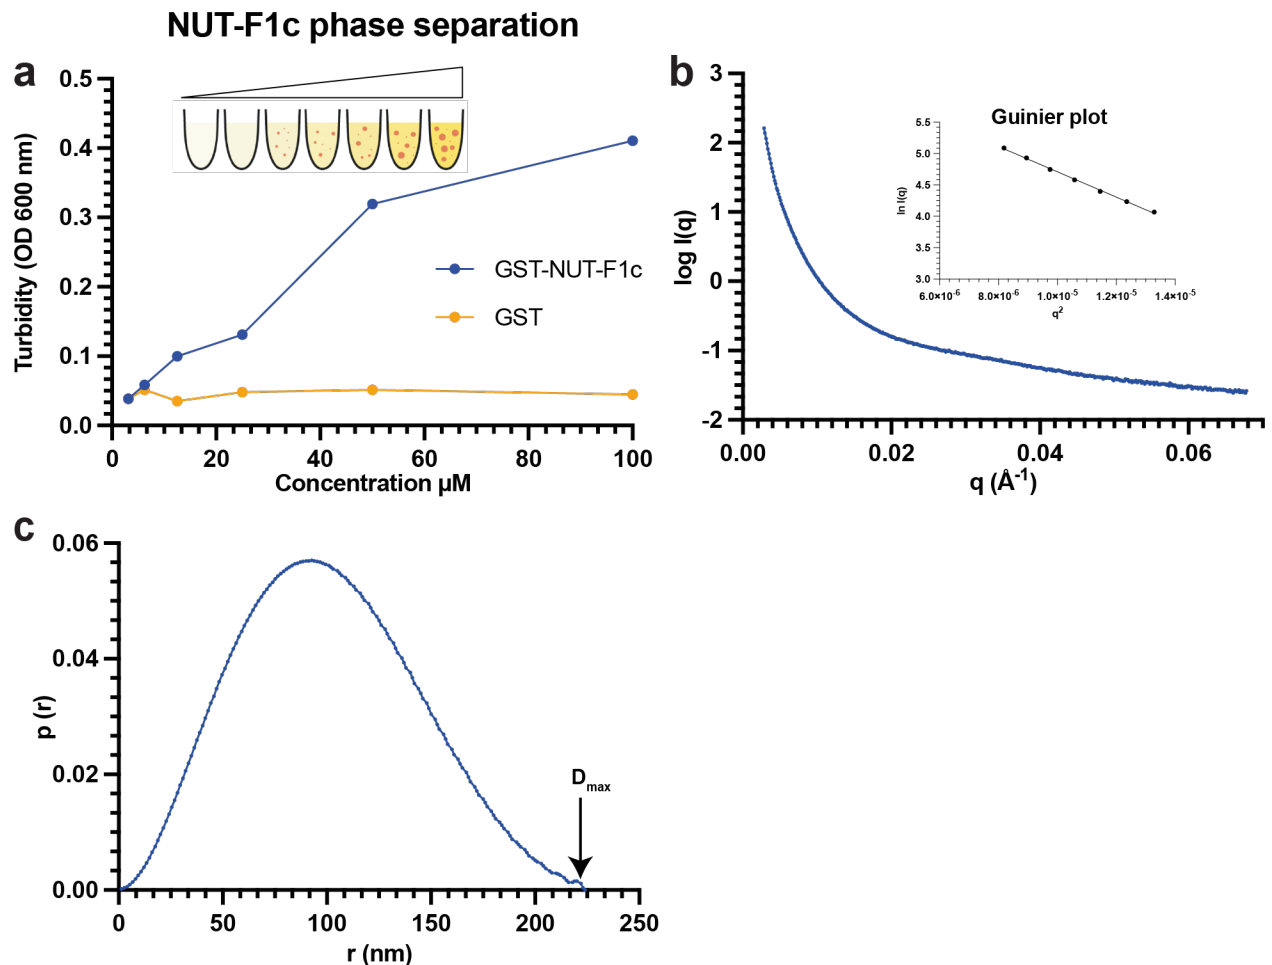 NUT-F1c phase separation
a
0.5
0.4
0.3
0.2
0.1
0.0
Turbidity (OD 600 nm)
0
20
40
60
80
100
Concentration µM
GST-NUT-F1c
GST
b
3
2
1
0
-1
-2
log I(q)
0.00
0.02
0.04
0.06
q (Å-1)
Guinier plot
5.5
5.0
4.5
4.0
3.5
3.0
ln I(q)
6.0×10-6
8.0×10-6
1.0×10-5
1.2×10-5
1.4×10-5
q2
c
0.06
0.04
0.02
0.00
p (r)
0
50
100
150
200
250
r (nm)
Dmax